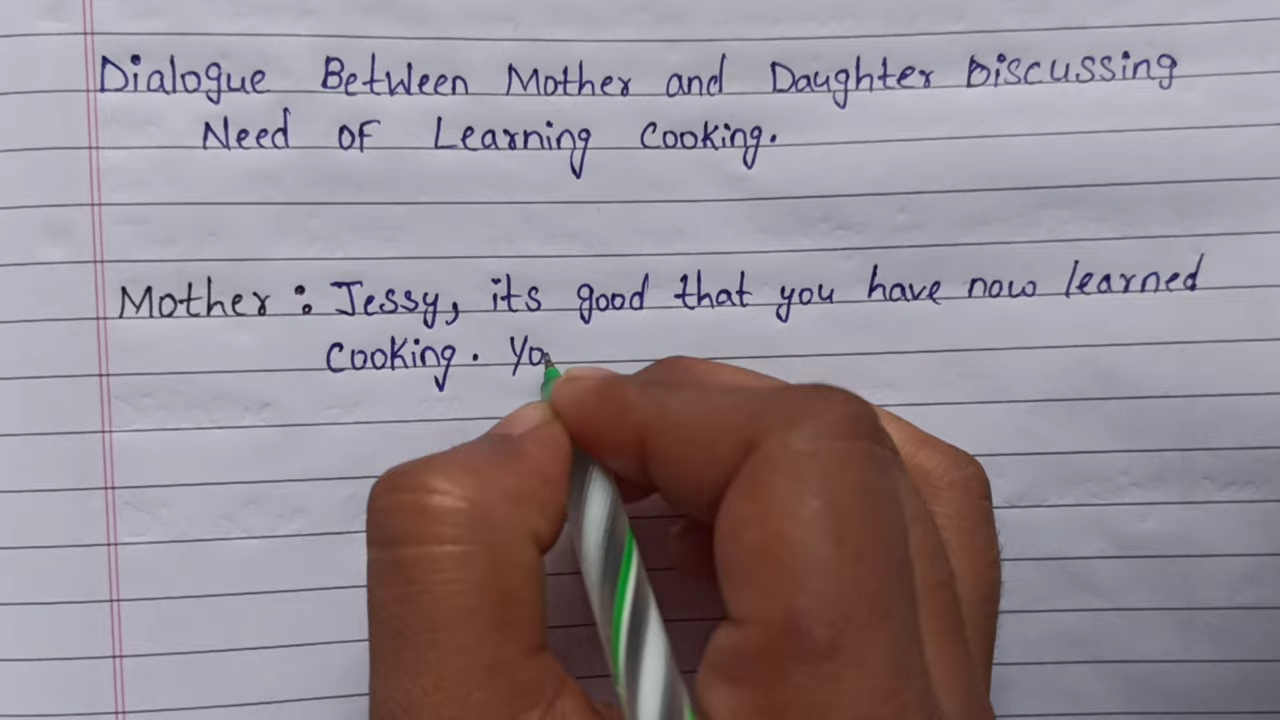 Dialogue Between Mother and Daughter Discussing
Need of Learning Cooking.
Mother : Jessy, its good that you have now learned
cooking. Yo